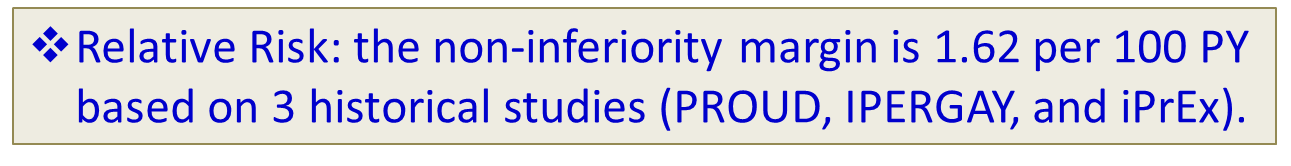 ❖Relative Risk: the non-inferiority margin is 1.62 per 100 PY
based on 3 historical studies (PROUD, IPERGAY, and iPrEx).